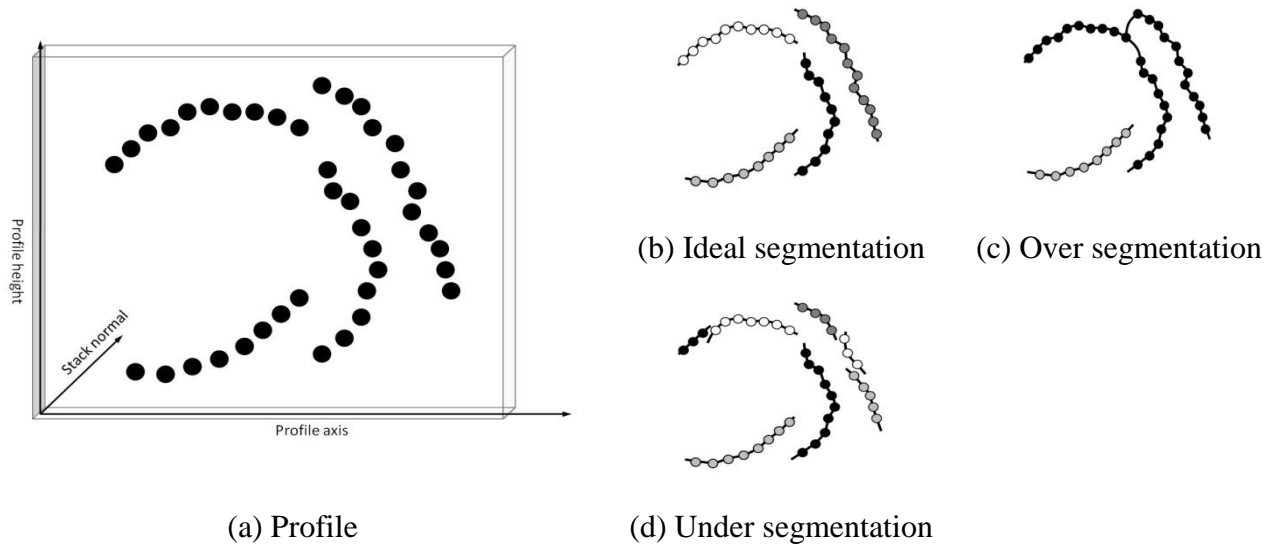 Profile height
Stack normal
Profile axis
(a) Profile
(b) Ideal segmentation
(c) Over segmentation
(d) Under segmentation